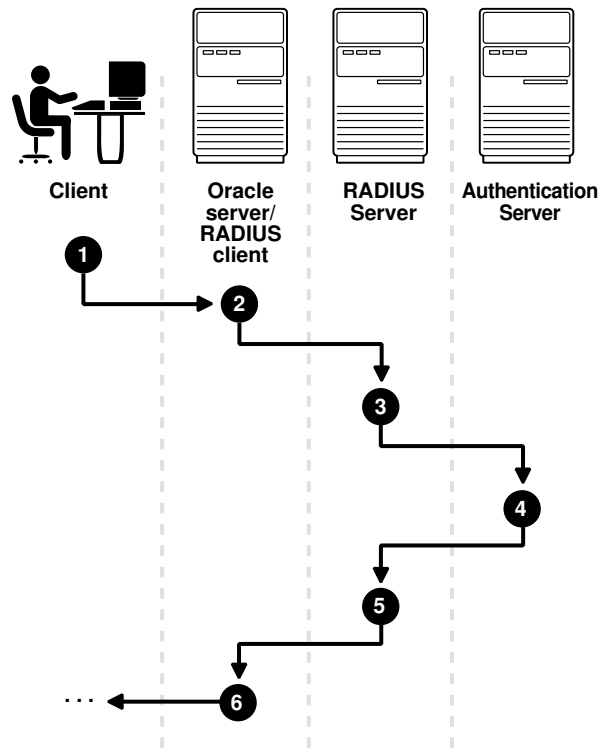 Client
Oracle
server/
RADIUS
client
RADIUS
Server
Authentication
Server
1
2
3
4
5
6
...